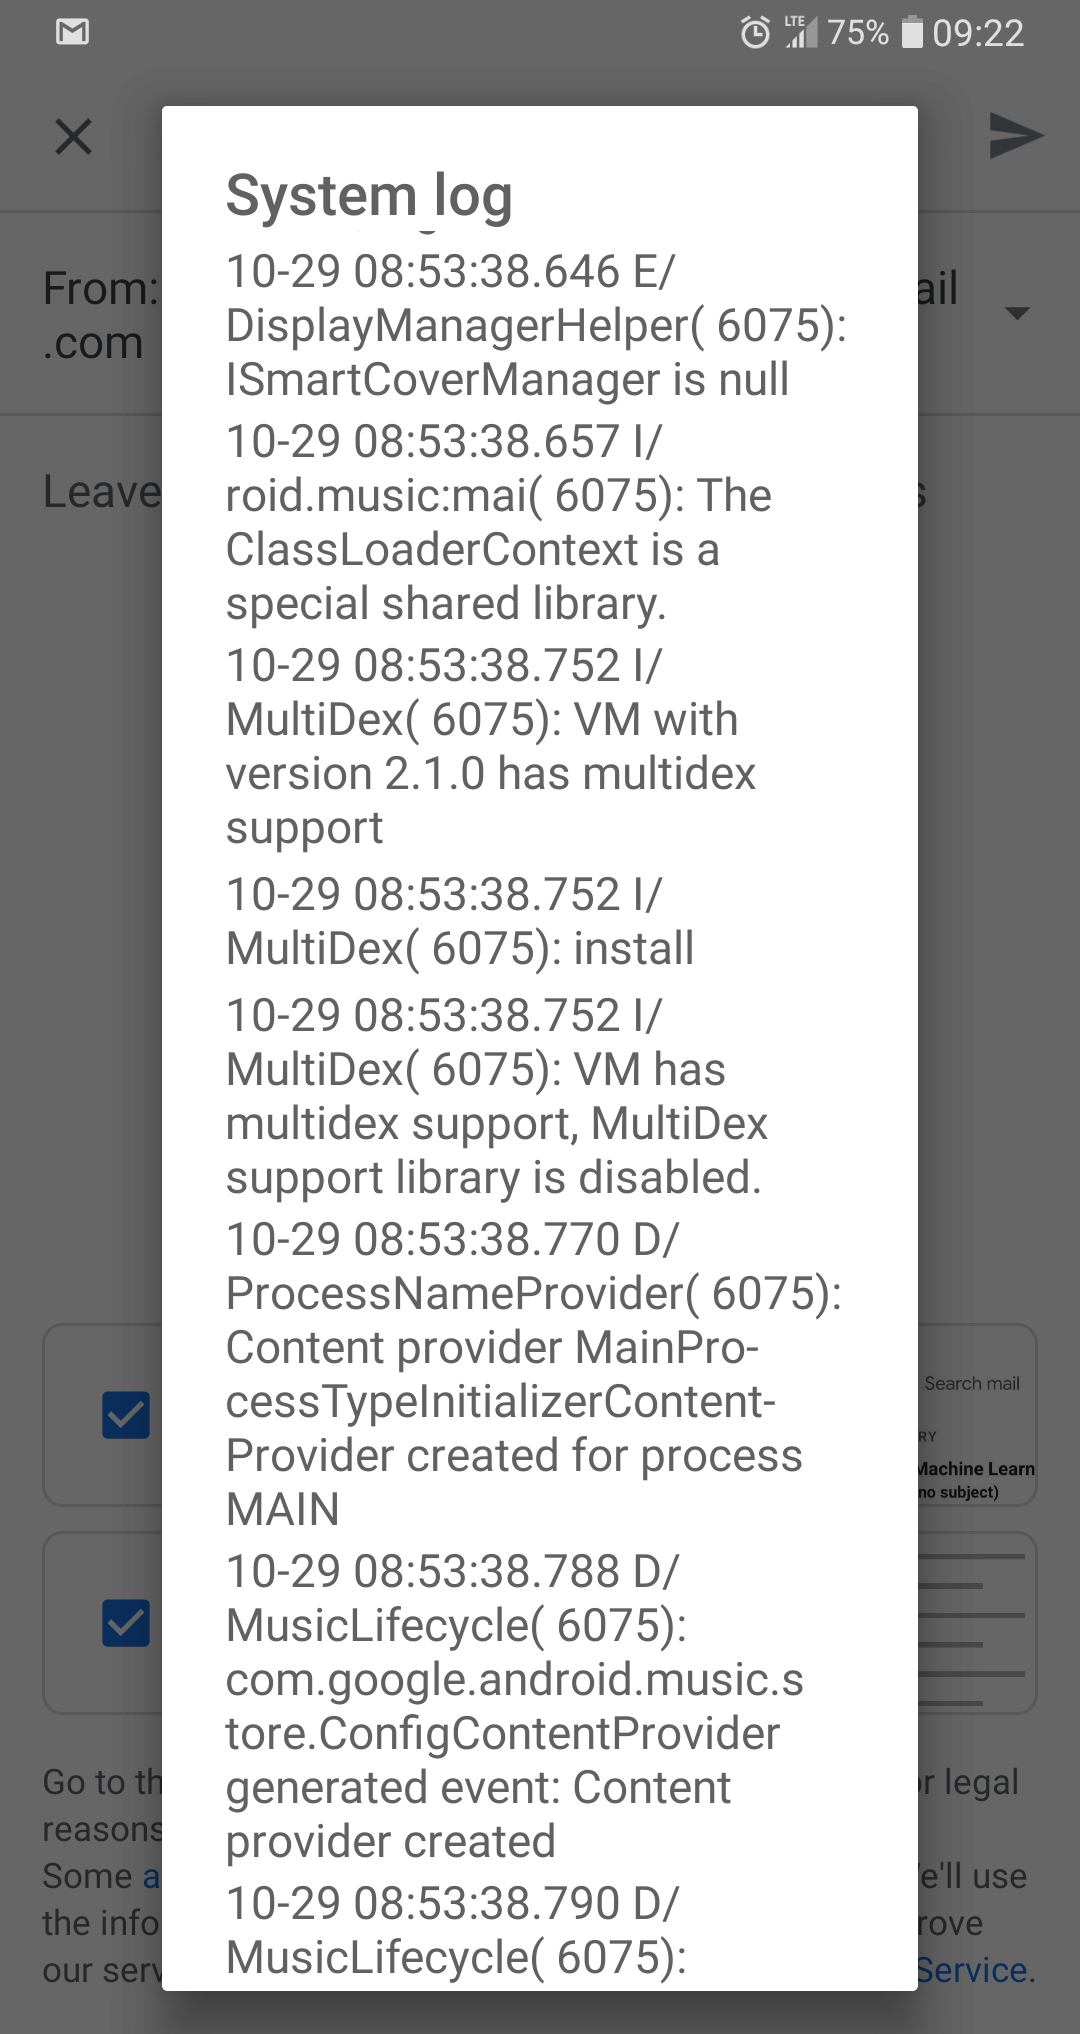 LTE 75% 09:22
System log
10-29 08:53:38.646 E/
DisplayManagerHelper( 6075):
ISmartCoverManager is null
10-29 08:53:38.657 I/
roid.music:mai( 6075): The
ClassLoaderContext is a
special shared library.
10-29 08:53:38.752 I/
MultiDex( 6075): VM with
version 2.1.0 has multidex
support
10-29 08:53:38.752 I/
MultiDex( 6075): install
10-29 08:53:38.752 I/
MultiDex( 6075): VM has
multidex support, MultiDex
support library is disabled.
10-29 08:53:38.770 D/
ProcessNameProvider( 6075):
Content provider MainPro-
cessTypeInitializerContent-
Provider created for process
MAIN
10-29 08:53:38.788 D/
MusicLifecycle( 6075):
com.google.android.music.s
tore.ConfigContentProvider
generated event: Content
provider created
10-29 08:53:38.790 D/
MusicLifecycle( 6075):
From: ail
.com
Leave s
Search mail
RY
Machine Learn
no subject)
Go to th or legal
reasons
Some a e'll use
the info rove
our serv Service.